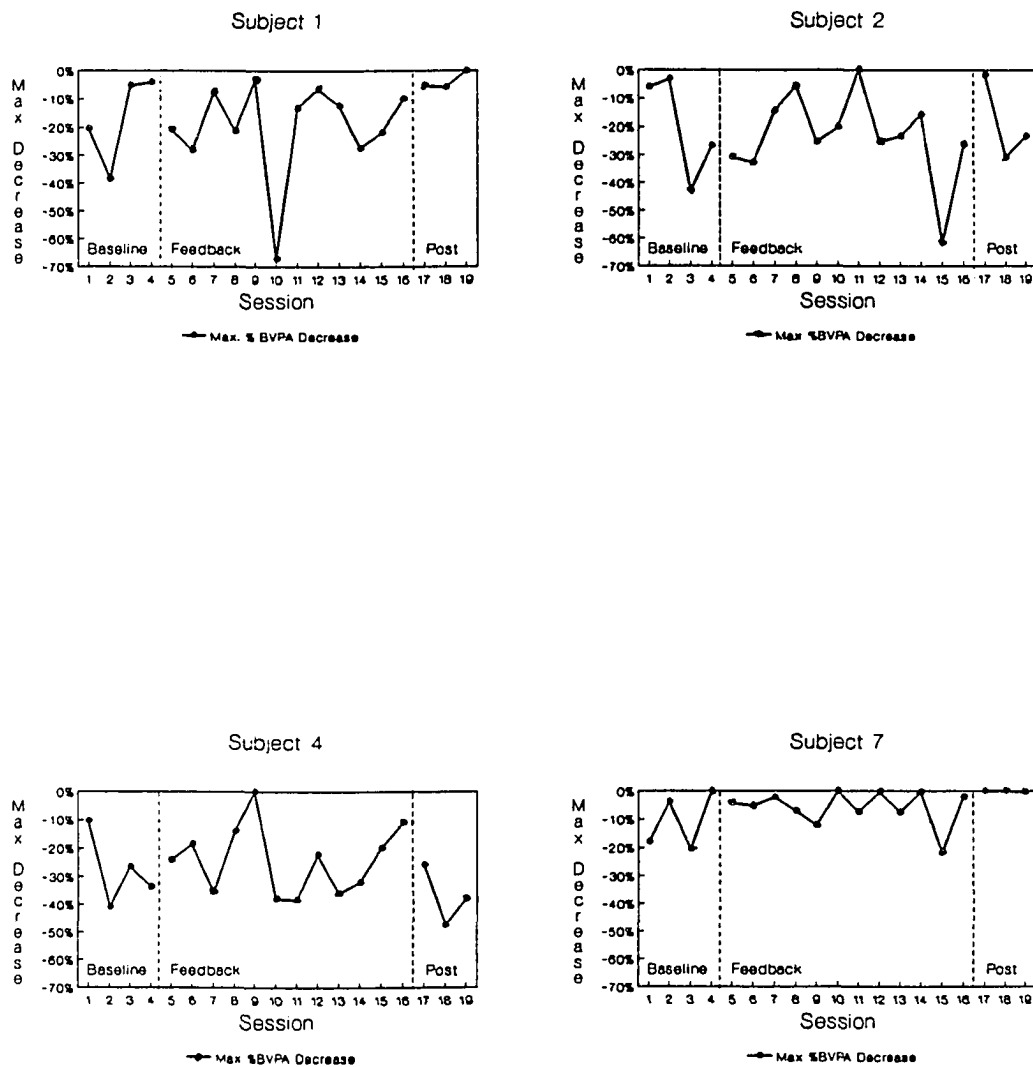 Subject 1
Max Decrease
0%
-10%
-20%
-30%
-40%
-50%
-60%
-70%
Baseline Feedback Post
1 2 3 4 5 6 7 8 9 10 11 12 13 14 15 16 17 18 19
Session
Max. % BVPA Decrease
Subject 2
Max Decrease
0%
-10%
-20%
-30%
-40%
-50%
-60%
-70%
Baseline Feedback Post
1 2 3 4 5 6 7 8 9 10 11 12 13 14 15 16 17 18 19
Session
Max %BVPA Decrease
Subject 4
Max Decrease
0%
-10%
-20%
-30%
-40%
-50%
-60%
-70%
Baseline Feedback Post
1 2 3 4 5 6 7 8 9 10 11 12 13 14 15 16 17 18 19
Session
Max %BVPA Decrease
Subject 7
Max Decrease
0%
-10%
-20%
-30%
-40%
-50%
-60%
-70%
Baseline Feedback Post
1 2 3 4 5 6 7 8 9 10 11 12 13 14 15 16 17 18 19
Session
Max %BVPA Decrease